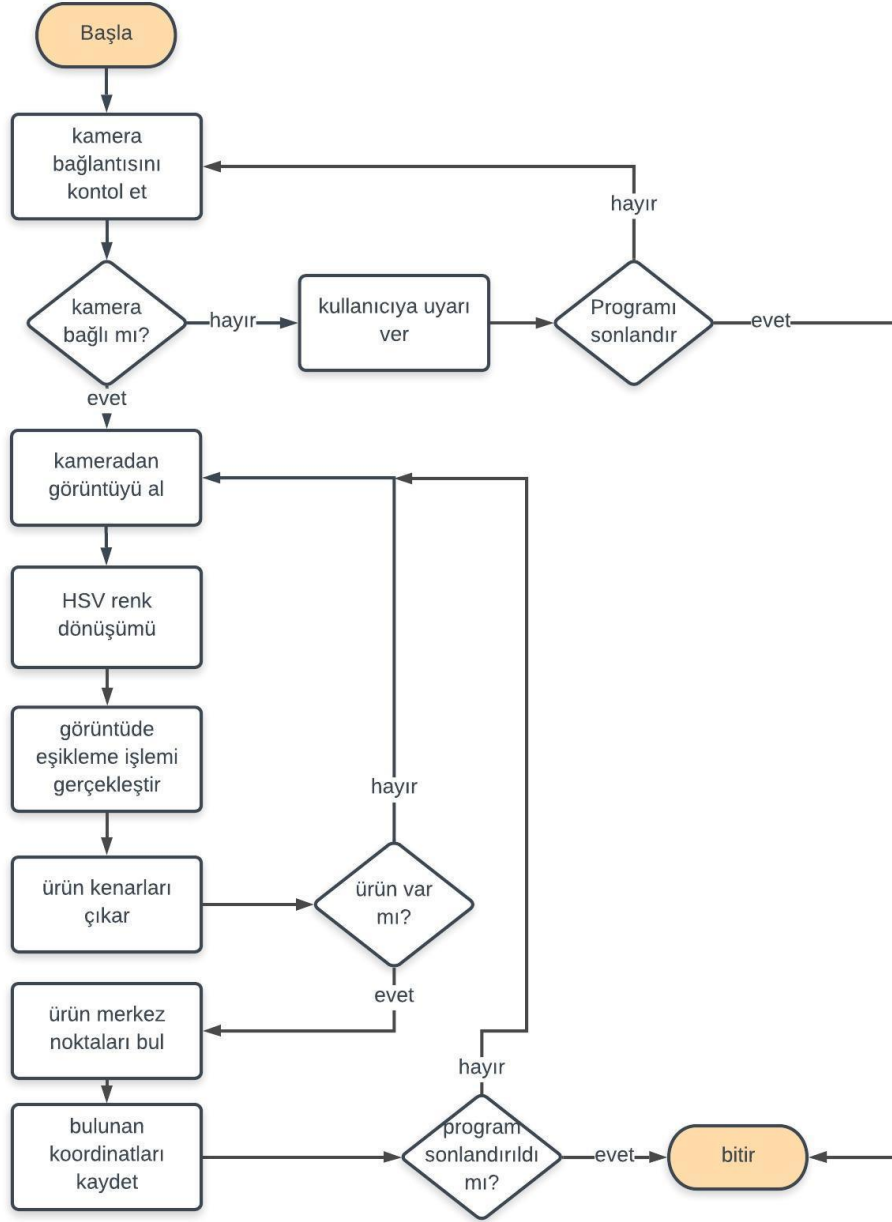 Başla
kamera
bağlantısını
kontol et
hayır
kamera
bağlı mı?
hayır
kullanıcıya uyarı
ver
Programı
sonlandır
evet
evet
kameradan
görüntüyü al
HSV renk
dönüşümü
görüntüde
eşikleme işlemi
gerçekleştir
hayır
ürün kenarları
çıkar
ürün var
mı?
evet
ürün merkez
noktaları bul
hayır
bulunan
koordinatları
kaydet
program
sonlandırıldı
mı?
evet
bitir